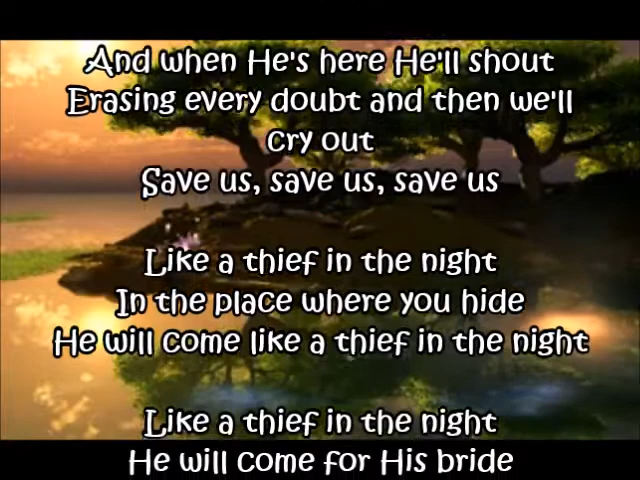 And when He's here He'll shout
Erasing every doubt and then we'll
cry out
Save us, save us, save us
Like a thief in the night
In the place where you hide
He will come like a thief in the night
Like a thief in the night
He will come for His bride